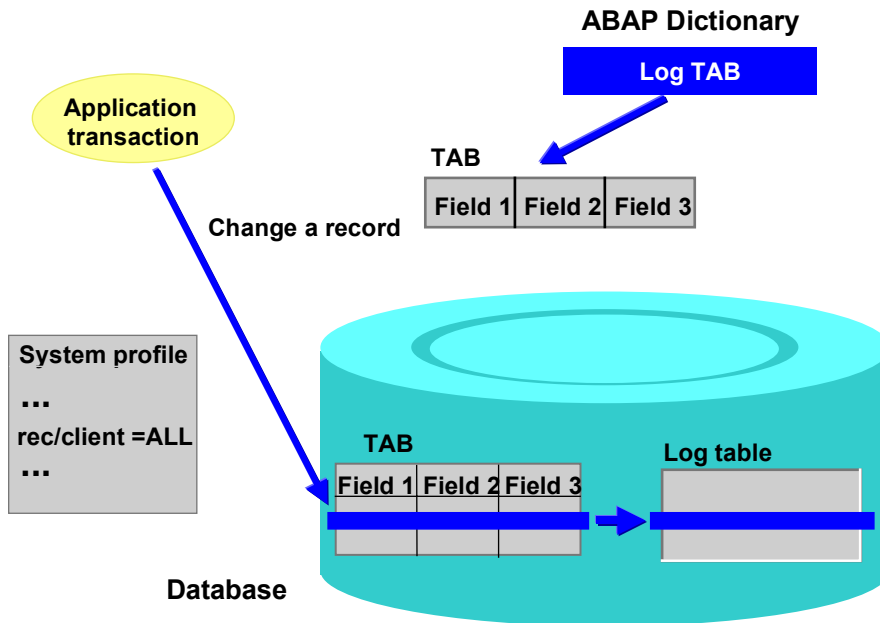 ABAP Dictionary
Log TAB
Application
transaction
TAB
Field 1 Field 2 Field 3
Change a record
System profile
...
rec/client =ALL
...
TAB
Field 1 Field 2 Field 3
Log table
Database